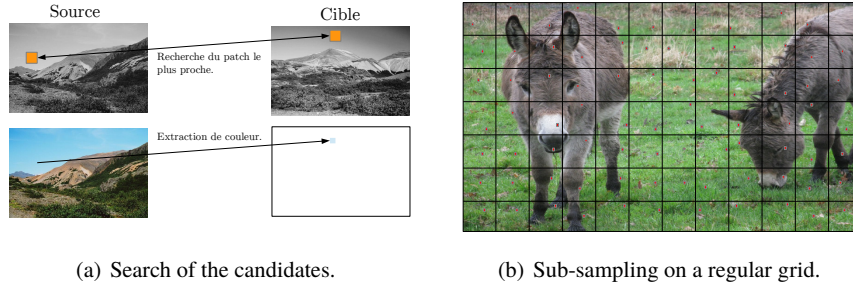 Source
Cible
Recherche du patch le
plus proche.
Extraction de couleur.
(a) Search of the candidates.
(b) Sub-sampling on a regular grid.